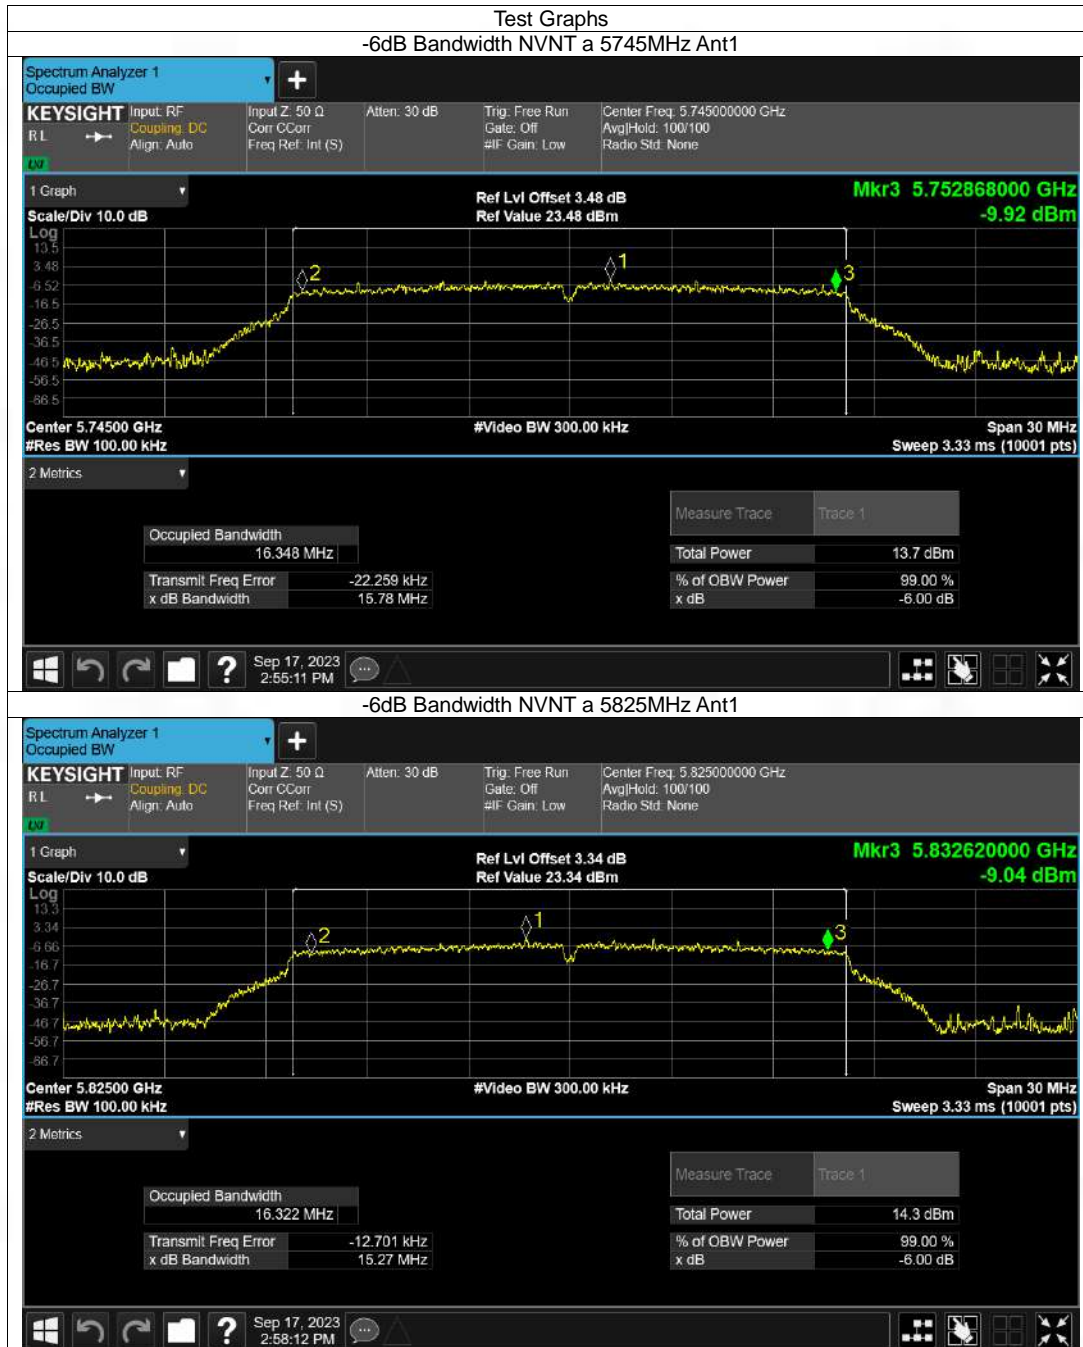 Test Graphs
-6dB Bandwidth NVNT a 5745MHz Ant1
Spectrum Analyzer 1
Occupied BW
KEYSIGHT Input: RF Input Z: 50 Ω Atten: 30 dB Trig: Free Run Center Freq: 5.745000000 GHz
RL Coupling: DC Corr CCorr Gate: Off Avg|Hold: 100/100
Align: Auto Freq Ref: Int (S) #IF Gain: Low Radio Std: None
LXI
1 Graph Ref Lvl Offset 3.48 dB Mkr3 5.752868000 GHz
Scale/Div 10.0 dB Ref Value 23.48 dBm -9.92 dBm
Log
13.5
3.48
-6.52
-16.5
-26.5
-36.5
-46.5
-56.5
-66.5
2 1 3
Center 5.74500 GHz #Video BW 300.00 kHz Span 30 MHz
#Res BW 100.00 kHz Sweep 3.33 ms (10001 pts)
2 Metrics
Measure Trace Trace 1
Occupied Bandwidth
16.348 MHz Total Power 13.7 dBm
Transmit Freq Error -22.259 kHz % of OBW Power 99.00 %
x dB Bandwidth 15.78 MHz x dB -6.00 dB
Sep 17, 2023
2:55:11 PM
-6dB Bandwidth NVNT a 5825MHz Ant1
Spectrum Analyzer 1
Occupied BW
KEYSIGHT Input: RF Input Z: 50 Ω Atten: 30 dB Trig: Free Run Center Freq: 5.825000000 GHz
RL Coupling: DC Corr CCorr Gate: Off Avg|Hold: 100/100
Align: Auto Freq Ref: Int (S) #IF Gain: Low Radio Std: None
LXI
1 Graph Ref Lvl Offset 3.34 dB Mkr3 5.832620000 GHz
Scale/Div 10.0 dB Ref Value 23.34 dBm -9.04 dBm
Log
13.3
3.34
-6.66
-16.7
-26.7
-36.7
-46.7
-56.7
-66.7
2 1 3
Center 5.82500 GHz #Video BW 300.00 kHz Span 30 MHz
#Res BW 100.00 kHz Sweep 3.33 ms (10001 pts)
2 Metrics
Measure Trace Trace 1
Occupied Bandwidth
16.322 MHz Total Power 14.3 dBm
Transmit Freq Error -12.701 kHz % of OBW Power 99.00 %
x dB Bandwidth 15.27 MHz x dB -6.00 dB
Sep 17, 2023
2:58:12 PM